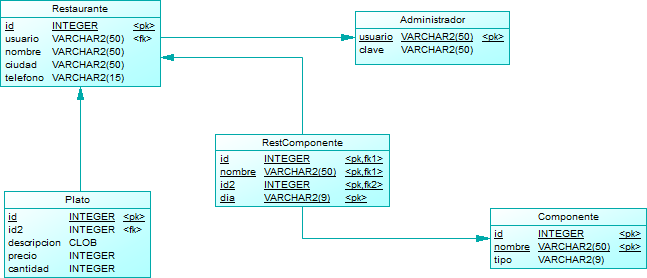 Restaurante
id INTEGER <pk>
usuario VARCHAR2(50) <fk>
nombre VARCHAR2(50)
ciudad VARCHAR2(50)
telefono VARCHAR2(15)
Administrador
usuario VARCHAR2(50) <pk>
clave VARCHAR2(50)
RestComponente
id INTEGER <pk,fk1>
nombre VARCHAR2(50) <pk,fk1>
id2 INTEGER <pk,fk2>
dia VARCHAR2(9) <pk>
Plato
id INTEGER <pk>
id2 INTEGER <fk>
descripcion CLOB
precio INTEGER
cantidad INTEGER
Componente
id INTEGER <pk>
nombre VARCHAR2(50) <pk>
tipo VARCHAR2(9)